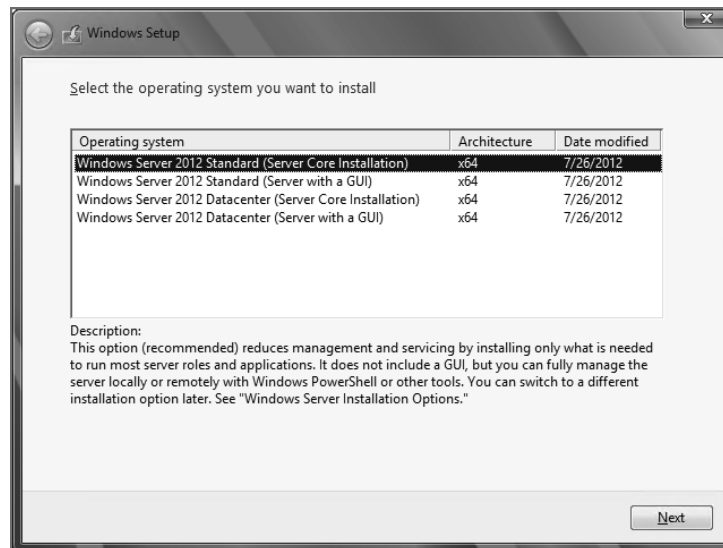 Windows Setup
Select the operating system you want to install
Operating system Architecture Date modified
Windows Server 2012 Standard (Server Core Installation) x64 7/26/2012
Windows Server 2012 Standard (Server with a GUI) x64 7/26/2012
Windows Server 2012 Datacenter (Server Core Installation) x64 7/26/2012
Windows Server 2012 Datacenter (Server with a GUI) x64 7/26/2012
Description:
This option (recommended) reduces management and servicing by installing only what is needed
to run most server roles and applications. It does not include a GUI, but you can fully manage the
server locally or remotely with Windows PowerShell or other tools. You can switch to a different
installation option later. See "Windows Server Installation Options."
Next